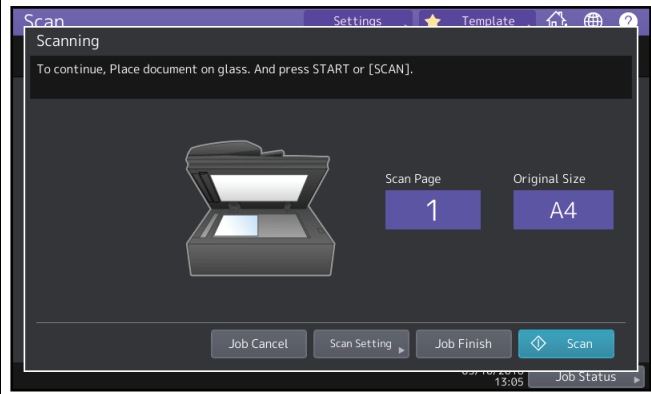 Scan
Settings
Template
?
Scanning
To continue, Place document on glass. And press START or [SCAN].
Scan Page
Original Size
1
A4
Job Cancel
Scan Setting
Job Finish
Scan
13:05
Job Status